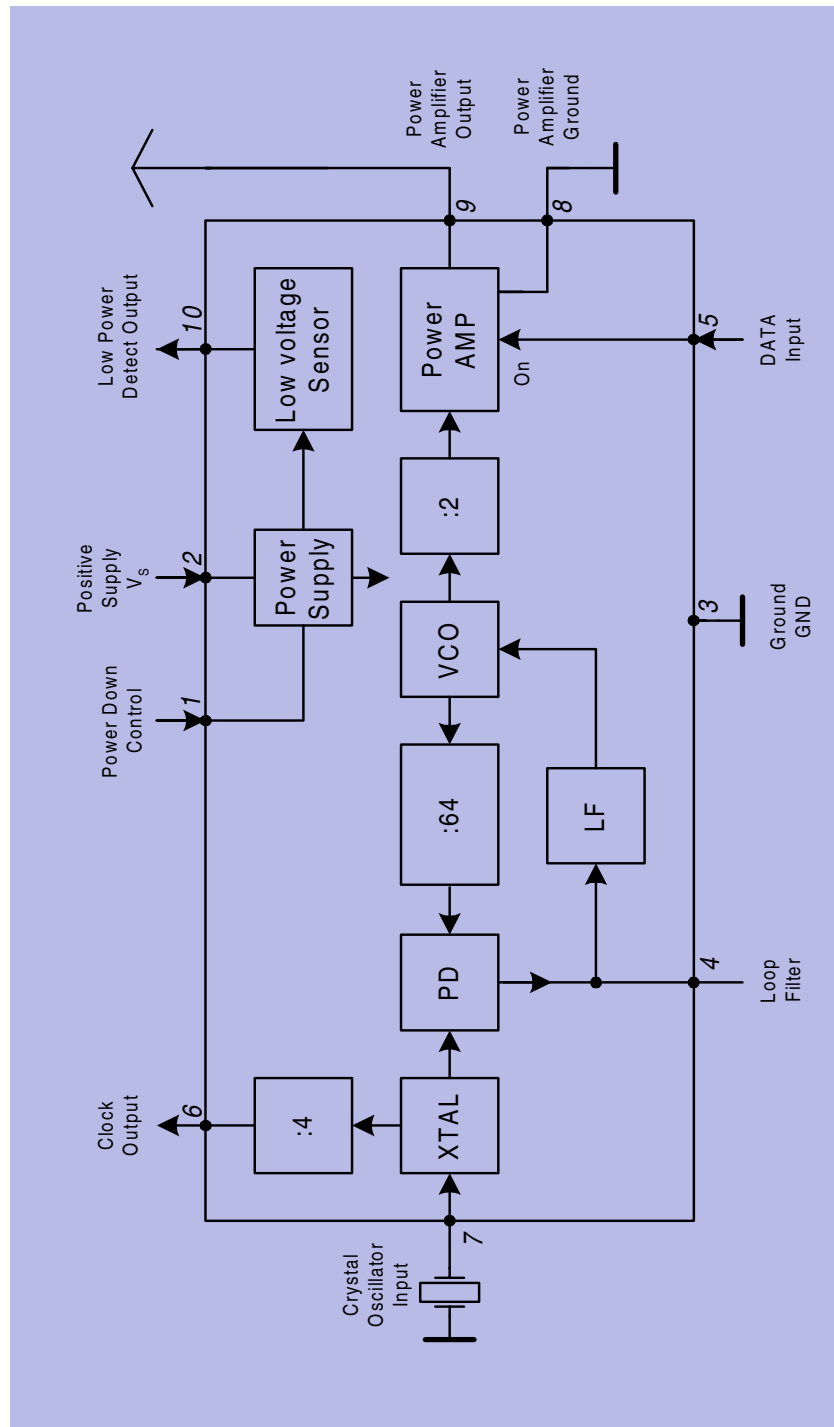 Clock
Output
6
Power Down
Control
1
Positive
Supply
VS
2
Low Power
Detect Output
10
:4
Power
Supply
Low voltage
Sensor
Crystal
Oscillator
Input
7
XTAL
PD
:64
VCO
:2
Power
AMP
On
9
Power
Amplifier
Output
8
Power
Amplifier
Ground
LF
4
Loop
Filter
3
Ground
GND
5
DATA
Input